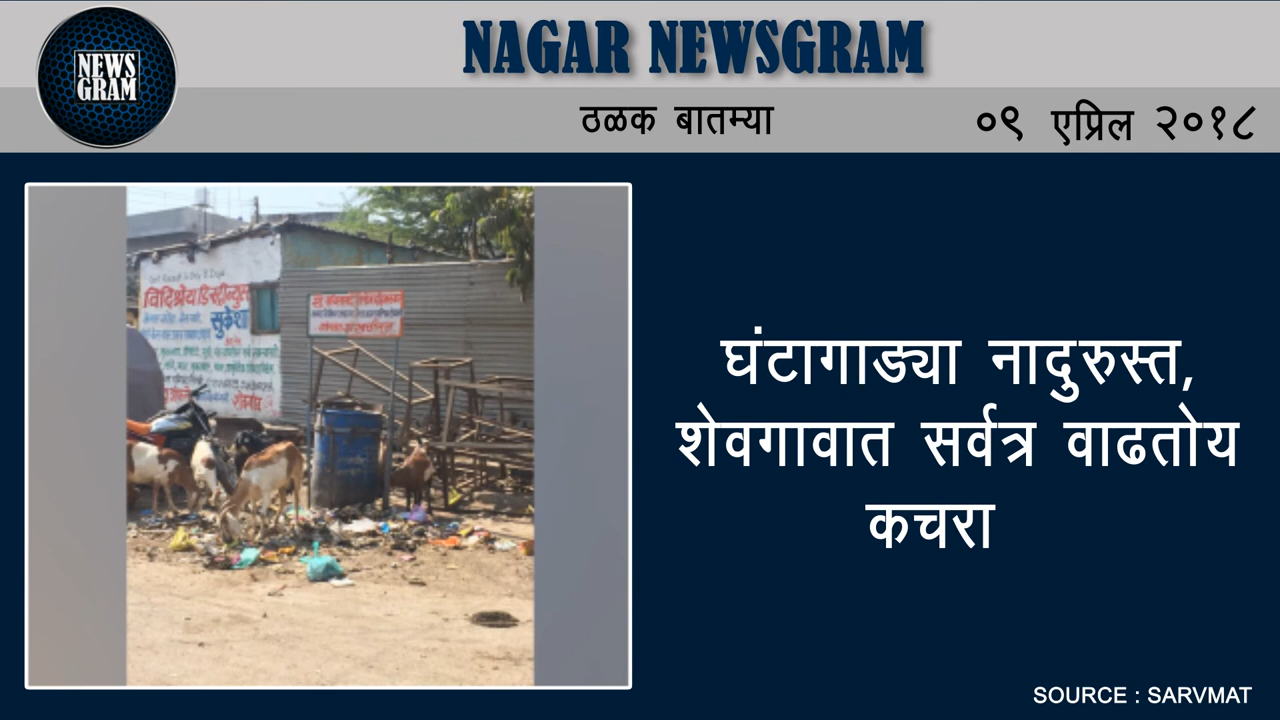 NEWS
GRAM
NAGAR NEWSGRAM
ठळक बातम्या
०९ एप्रिल २०१८
विदिश्रेय डिस्ट्रीब्युट
सुकेशा
घंटागाड्या नादुरुस्त,
शेवगावात सर्वत्र वाढतोय
कचरा
SOURCE : SARVMAT